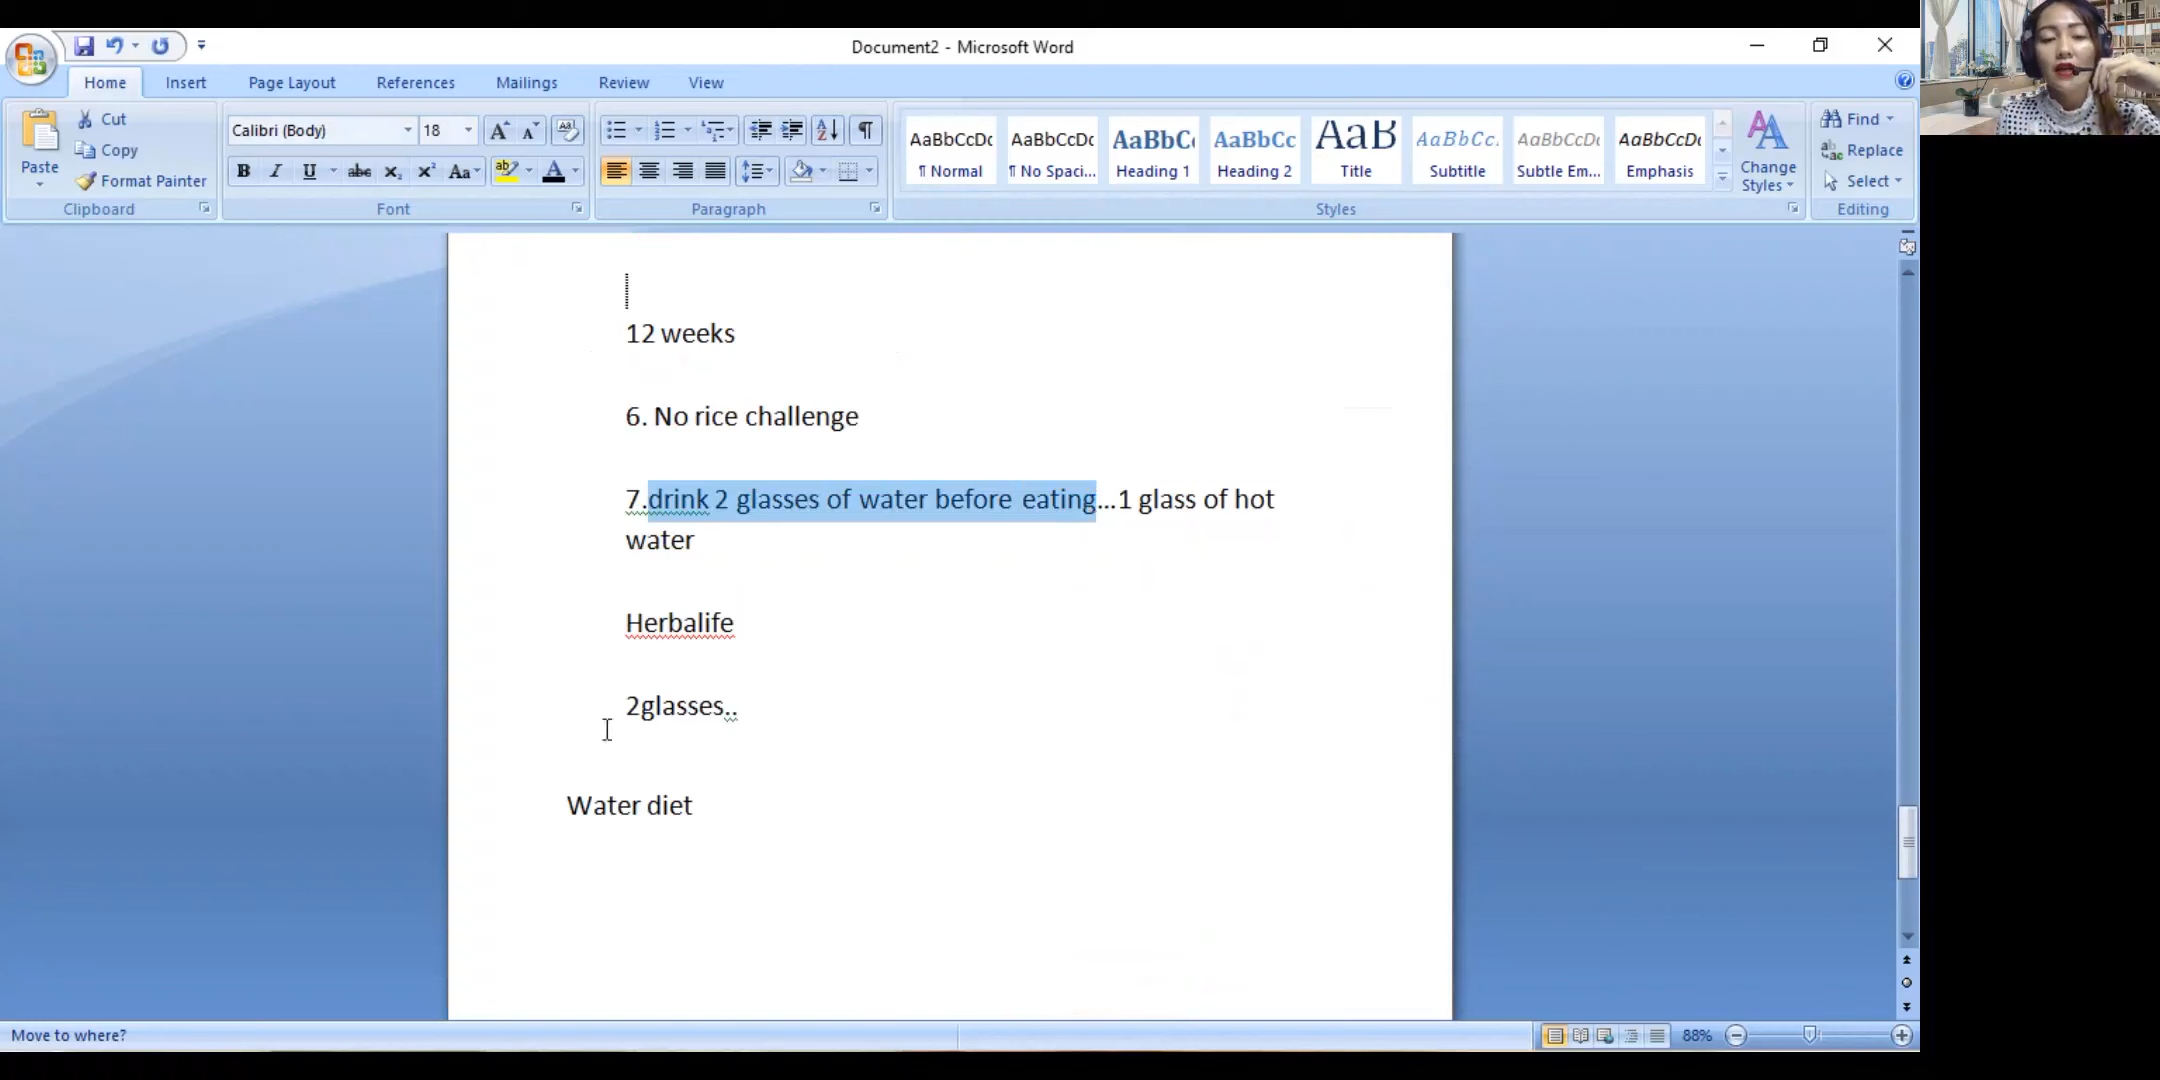 Document2 - Microsoft Word
Home Insert Page Layout References Mailings Review View
Cut
Copy
Format Painter
Paste
Clipboard
Calibri (Body) 18
Font
Paragraph
AaBbCcDc AaBbCcDc AaBbC AaBbCc AaB AaBbCc. AaBbCcDc AaBbCcDc
¶ Normal ¶ No Spaci... Heading 1 Heading 2 Title Subtitle Subtle Em... Emphasis
Change
Styles
Styles
Find
Replace
Select
Editing
12 weeks
6. No rice challenge
7.drink 2 glasses of water before eating...1 glass of hot
water
Herbalife
2glasses..
Water diet
Move to where?
88%